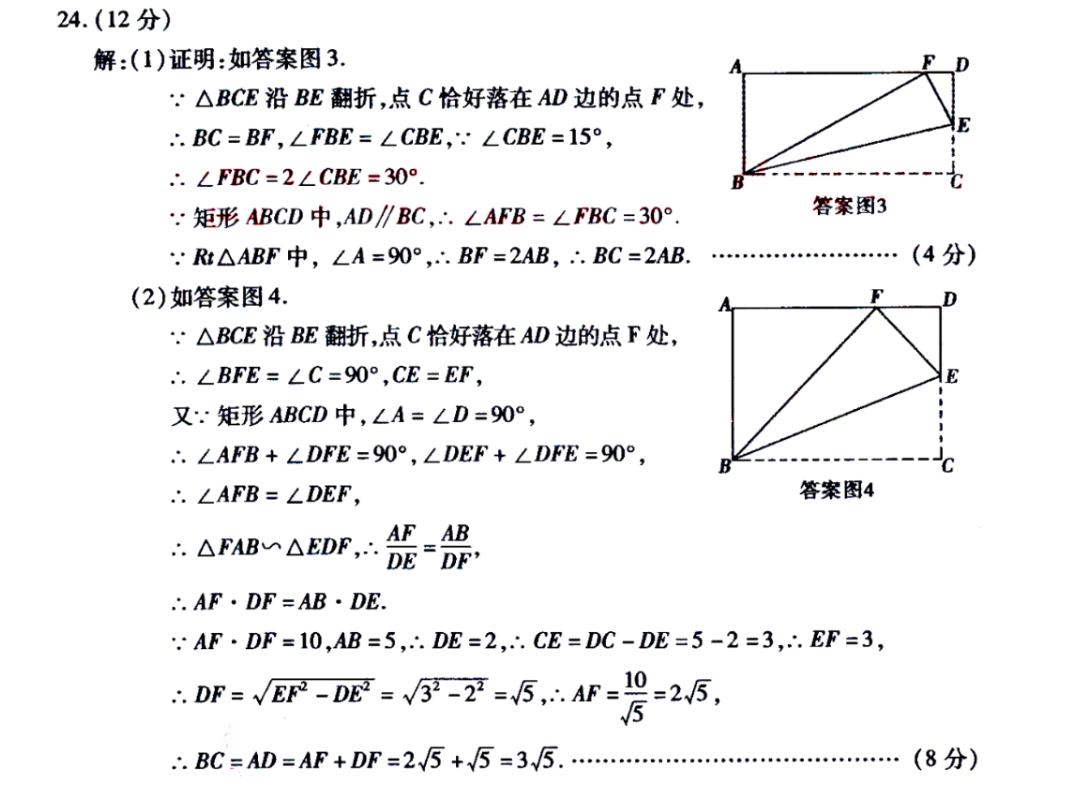 24.(12 分)
解:(1)证明:如答案图 3.
∵ △BCE 沿 BE 翻折,点 C 恰好落在 AD 边的点 F 处,
∴ BC = BF,∠FBE = ∠CBE,∵ ∠CBE = 15°,
∴ ∠FBC = 2∠CBE = 30°.
∵ 矩形 ABCD 中,AD∥BC,∴ ∠AFB = ∠FBC = 30°.
∵ Rt△ABF 中, ∠A = 90°,∴ BF = 2AB, ∴ BC = 2AB. ……………………… (4 分)
A F D
E
B C
答案图3
(2)如答案图 4.
∵ △BCE 沿 BE 翻折,点 C 恰好落在 AD 边的点 F 处,
∴ ∠BFE = ∠C = 90°,CE = EF,
又∵ 矩形 ABCD 中,∠A = ∠D = 90°,
∴ ∠AFB + ∠DFE = 90°,∠DEF + ∠DFE = 90°,
∴ ∠AFB = ∠DEF,
∴ △FAB∽△EDF,∴ AF/DE = AB/DF,
∴ AF · DF = AB · DE.
∵ AF · DF = 10,AB = 5,∴ DE = 2,∴ CE = DC − DE = 5 − 2 = 3,∴ EF = 3,
∴ DF = √(EF² − DE²) = √(3² − 2²) = √5,∴ AF = 10/√5 = 2√5,
∴ BC = AD = AF + DF = 2√5 + √5 = 3√5. ……………………………………… (8 分)
A F D
E
B C
答案图4